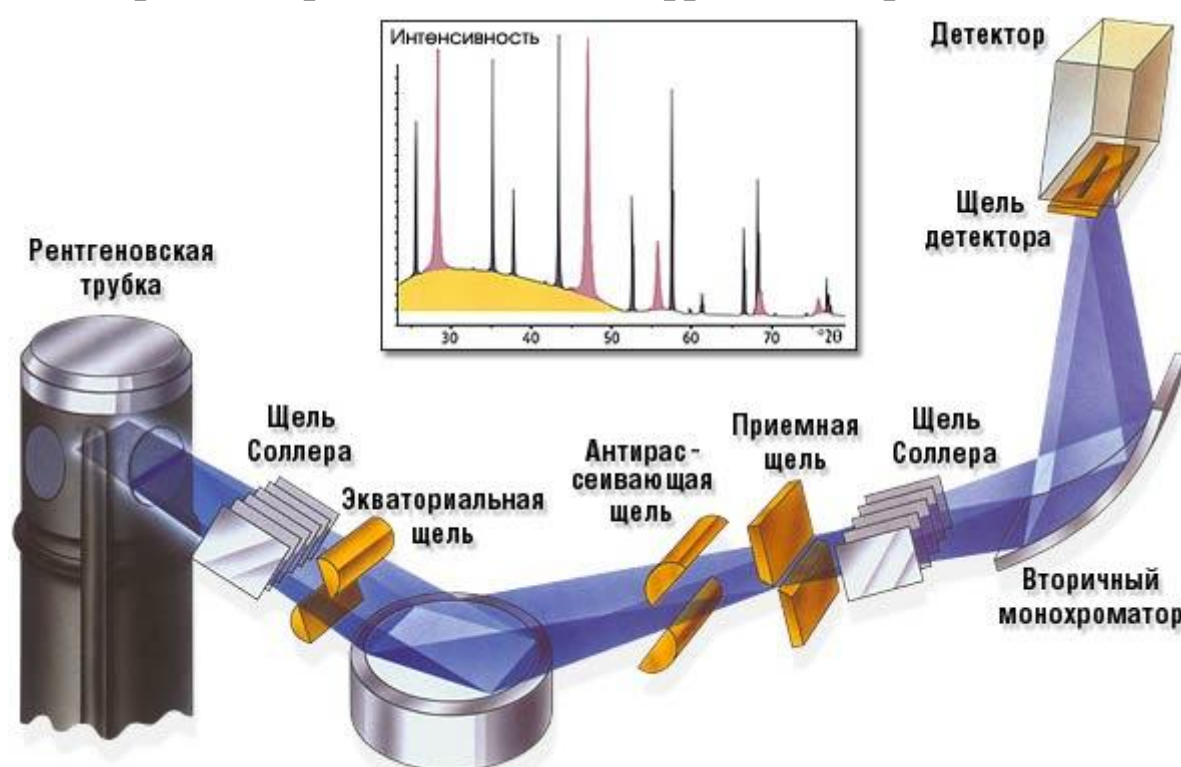 Интенсивность
30 40 50 60 70 °2θ
Детектор
Щель
детектора
Рентгеновская
трубка
Щель
Соллера
Экваториальная
щель
Антирас-
сеивающая
щель
Приемная
щель
Щель
Соллера
Вторичный
монохроматор